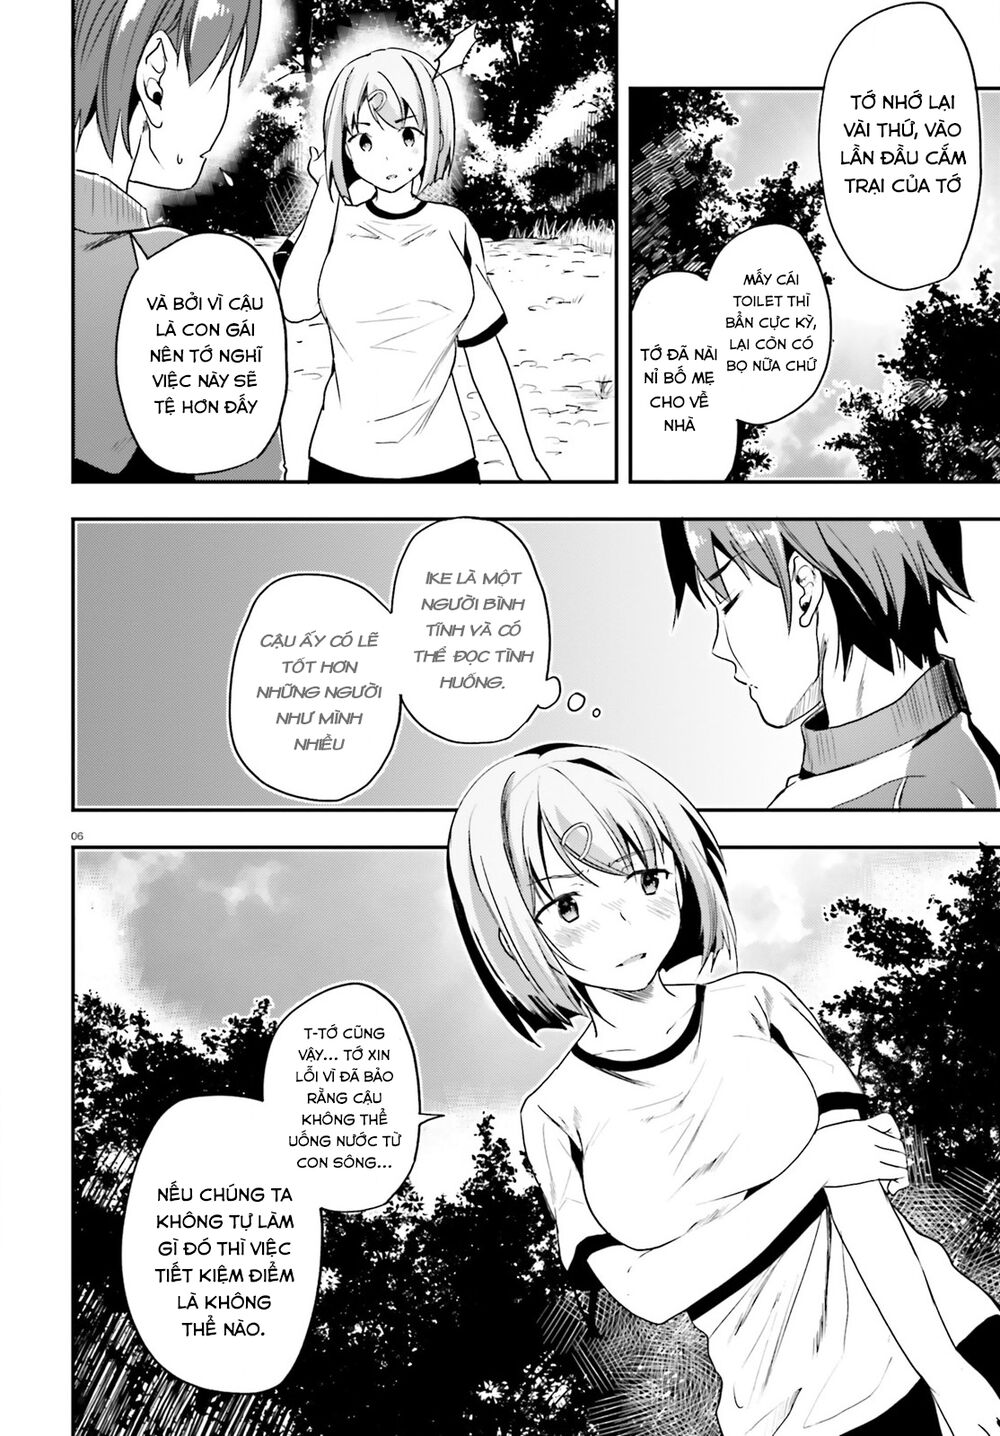 TỚ NHỚ LẠI
VÀI THỨ, VÀO
LẦN ĐẦU CẮM
TRẠI CỦA TỚ
MẤY CÁI
TOILET THÌ
BẨN CỰC KỲ,
LẠI CÒN CÓ
BỌ NỮA CHỨ
TỚ ĐÃ NÀI
NỈ BỐ MẸ
CHO VỀ
NHÀ
VÀ BỞI VÌ CẬU
LÀ CON GÁI
NÊN TỚ NGHĨ
VIỆC NÀY SẼ
TỆ HƠN ĐẤY
IKE LÀ MỘT
NGƯỜI BÌNH
TĨNH VÀ CÓ
THỂ ĐỌC TÌNH
HUỐNG.
CẬU ẤY CÓ LẼ
TỐT HƠN
NHỮNG NGƯỜI
NHƯ MÌNH
NHIỀU
06
T-TỚ CŨNG
VẬY... TỚ XIN
LỖI VÌ ĐÃ BẢO
RẰNG CẬU
KHÔNG THỂ
UỐNG NƯỚC TỪ
CON SÔNG...
NẾU CHÚNG TA
KHÔNG TỰ LÀM
GÌ ĐÓ THÌ VIỆC
TIẾT KIỆM ĐIỂM
LÀ KHÔNG
THỂ NÀO.